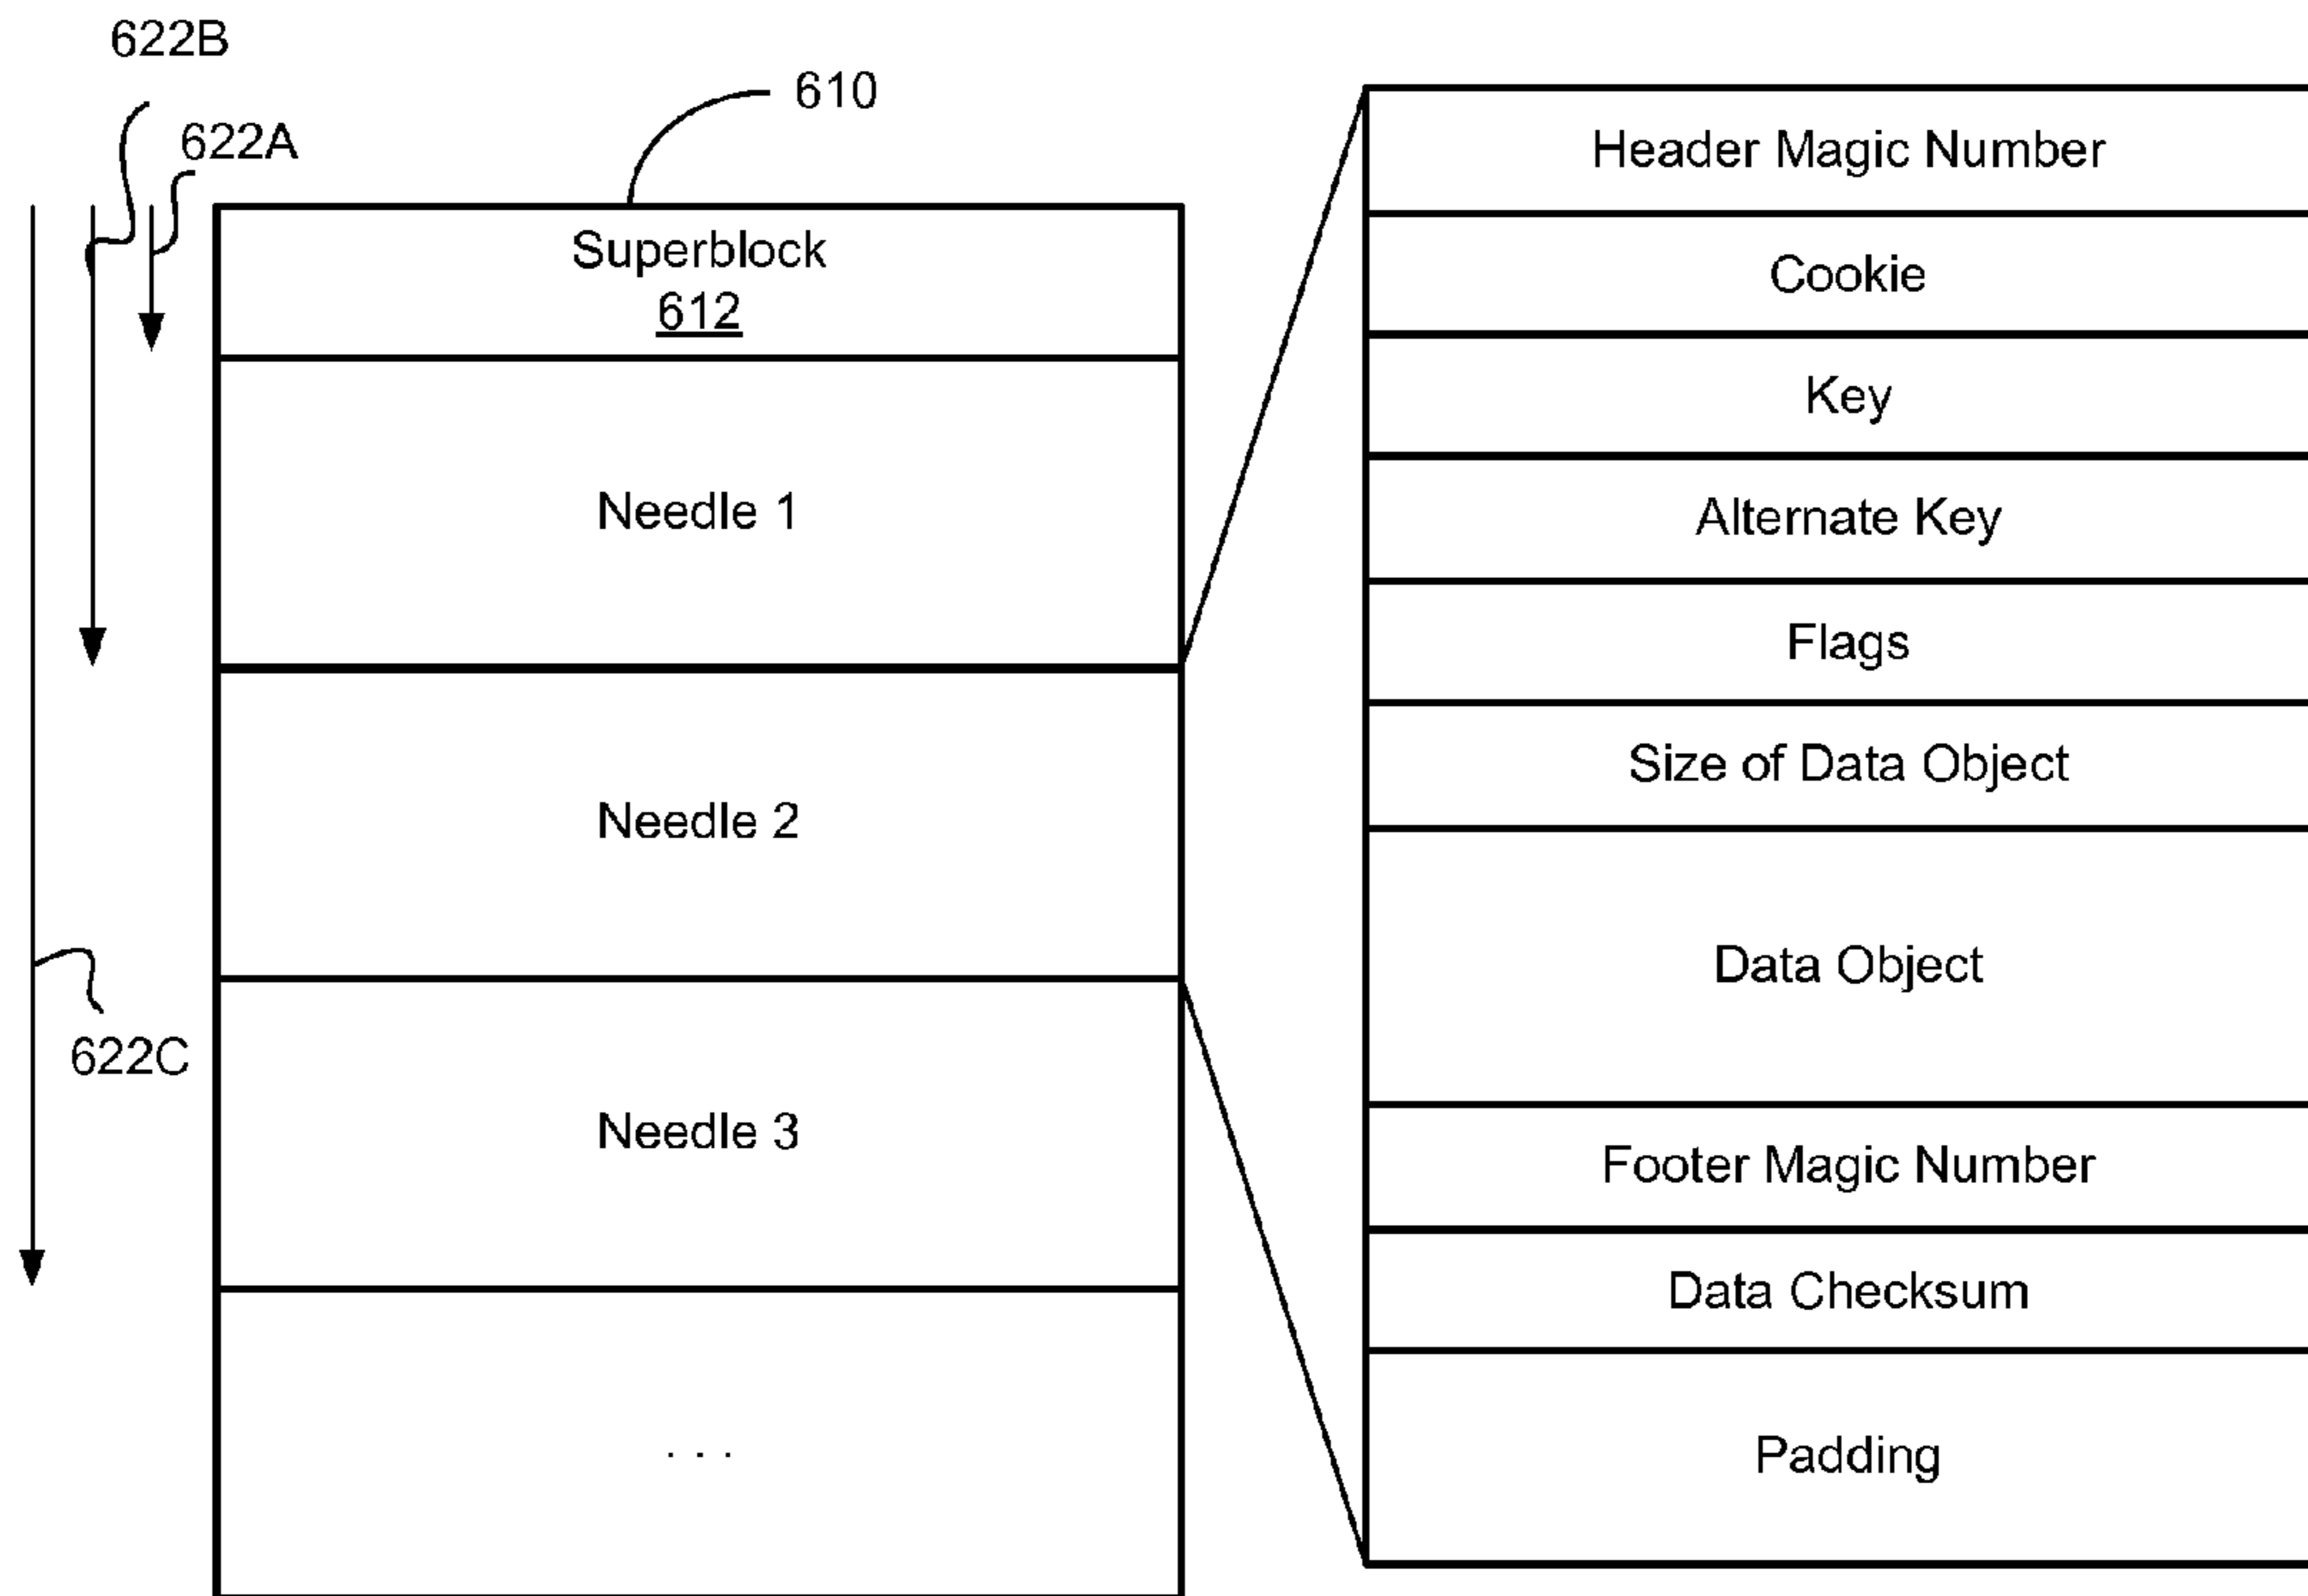 622B
622A
610
Superblock
612
Needle 1
Needle 2
Needle 3
. . .
622C
Header Magic Number
Cookie
Key
Alternate Key
Flags
Size of Data Object
Data Object
Footer Magic Number
Data Checksum
Padding